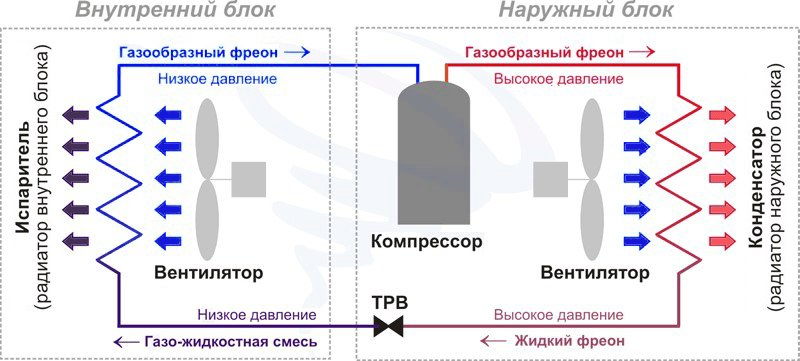 Внутренний блок
Наружный блок
Газообразный фреон
Низкое давление
Газообразный фреон
Высокое давление
Испаритель
(радиатор внутреннего блока)
Вентилятор
Компрессор
Вентилятор
Конденсатор
(радиатор наружного блока)
Низкое давление
ТРВ
Высокое давление
Газо-жидкостная смесь
Жидкий фреон